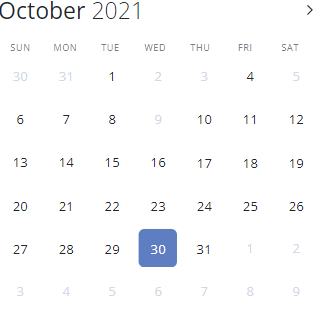 October 2021
SUN MON TUE WED THU FRI SAT
30 31 1 2 3 4 5
6 7 8 9 10 11 12
13 14 15 16 17 18 19
20 21 22 23 24 25 26
27 28 29 30 31 1 2
3 4 5 6 7 8 9